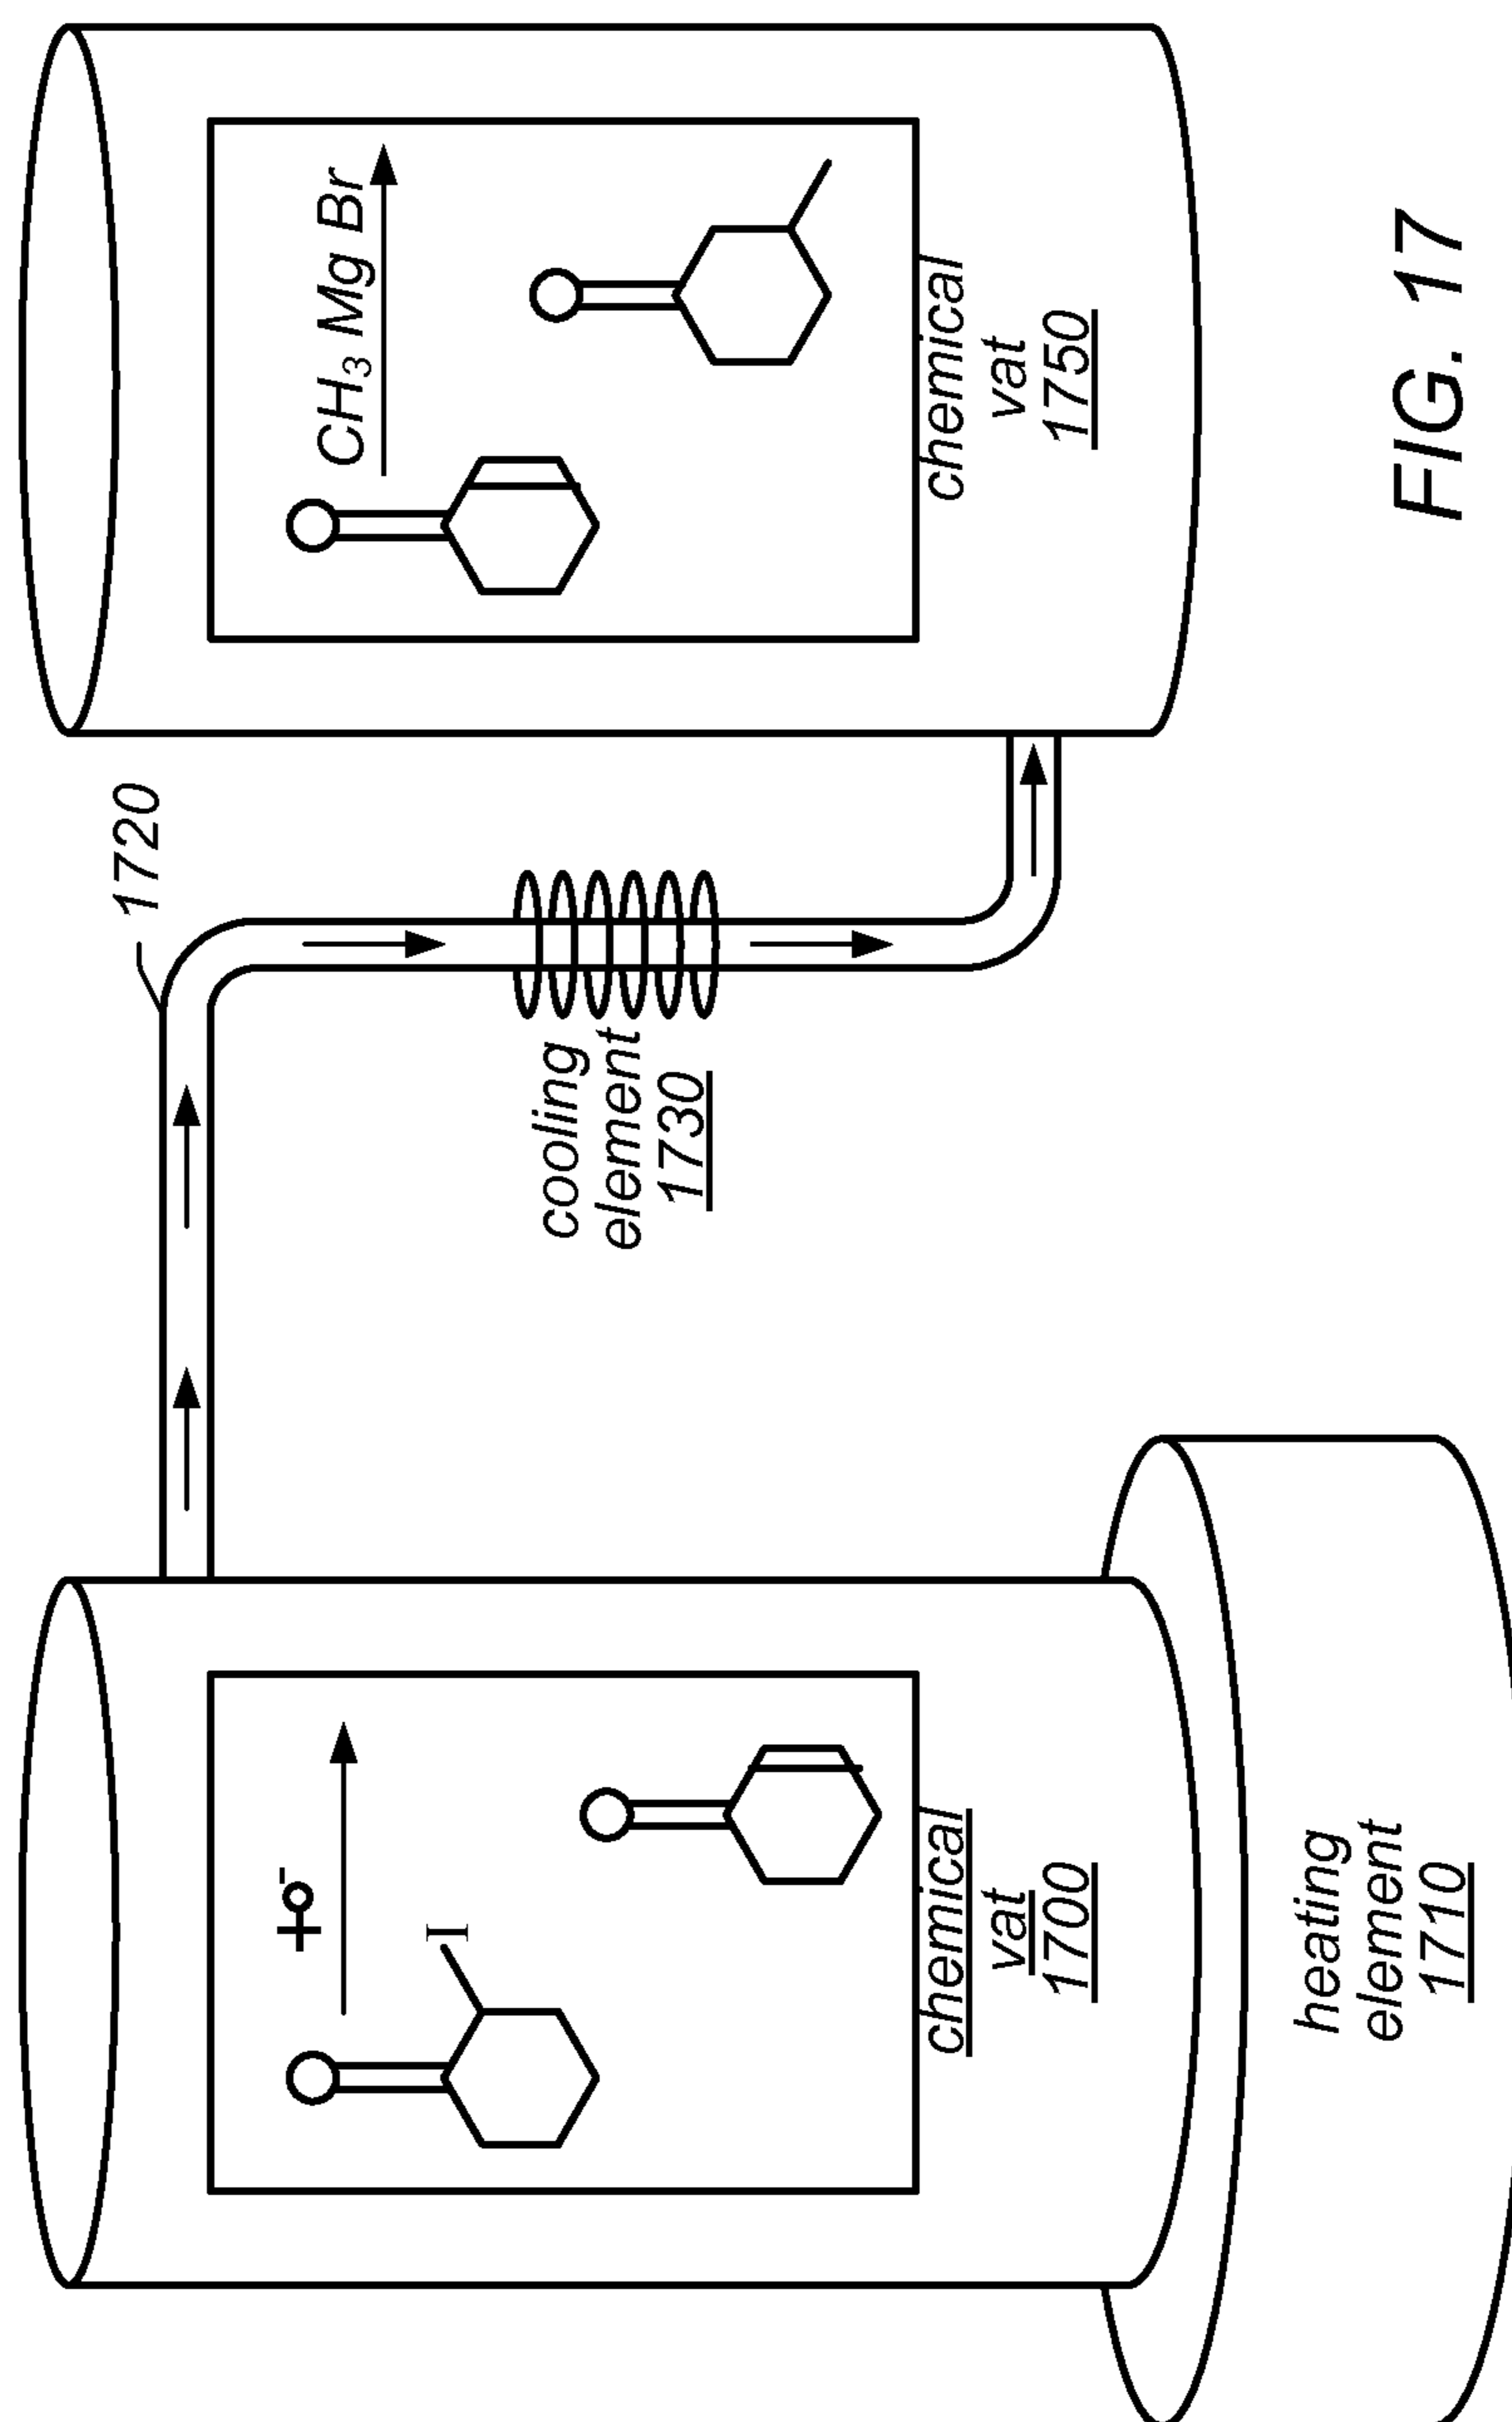 I
chemical
vat
1700
heating
element
1710
1720
cooling
element
1730
CH3 Mg Br
chemical
vat
1750
FIG. 17